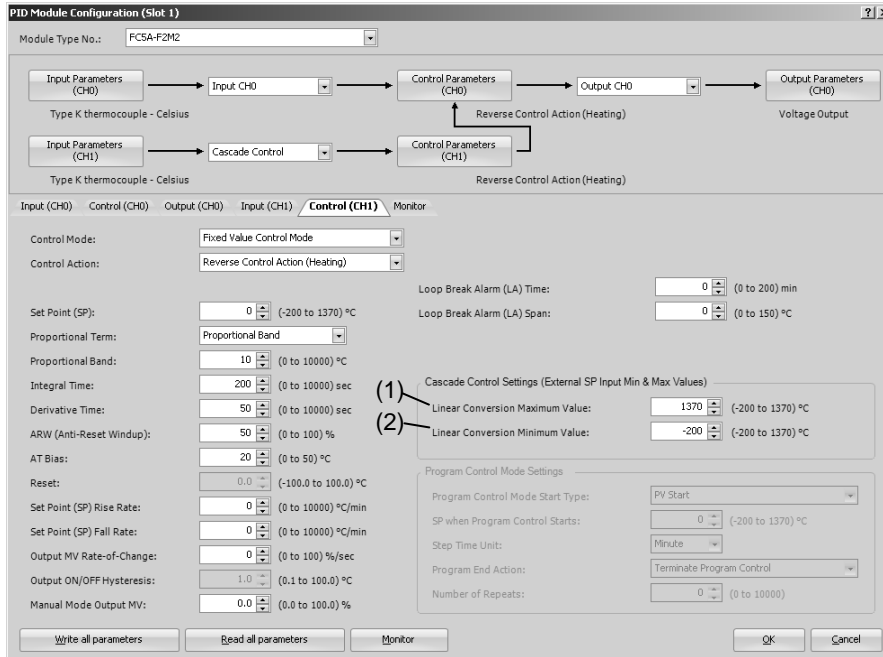 PID Module Configuration (Slot 1)
Module Type No.: FC5A-F2M2
Input Parameters (CH0) Input CH0 Control Parameters (CH0) Output CH0 Output Parameters (CH0)
Type K thermocouple - Celsius Reverse Control Action (Heating) Voltage Output
Input Parameters (CH1) Cascade Control Control Parameters (CH1)
Type K thermocouple - Celsius Reverse Control Action (Heating)
Input (CH0) Control (CH0) Output (CH0) Input (CH1) Control (CH1) Monitor
Control Mode: Fixed Value Control Mode
Control Action: Reverse Control Action (Heating)
Set Point (SP): 0 (-200 to 1370) ºC
Proportional Term: Proportional Band
Proportional Band: 10 (0 to 10000) ºC
Integral Time: 200 (0 to 10000) sec
Derivative Time: 50 (0 to 10000) sec
ARW (Anti-Reset Windup): 50 (0 to 100) %
AT Bias: 20 (0 to 50) ºC
Reset: 0.0 (-100.0 to 100.0) ºC
Set Point (SP) Rise Rate: 0 (0 to 10000) ºC/min
Set Point (SP) Fall Rate: 0 (0 to 10000) ºC/min
Output MV Rate-of-Change: 0 (0 to 100) %/sec
Output ON/OFF Hysteresis: 1.0 (0.1 to 100.0) ºC
Manual Mode Output MV: 0.0 (0.0 to 100.0) %
Loop Break Alarm (LA) Time: 0 (0 to 200) min
Loop Break Alarm (LA) Span: 0 (0 to 150) ºC
Cascade Control Settings (External SP Input Min & Max Values)
(1) Linear Conversion Maximum Value: 1370 (-200 to 1370) ºC
(2) Linear Conversion Minimum Value: -200 (-200 to 1370) ºC
Program Control Mode Settings
Program Control Mode Start Type: PV Start
SP when Program Control Starts: 0 (-200 to 1370) ºC
Step Time Unit: Minute
Program End Action: Terminate Program Control
Number of Repeats: 0 (0 to 10000)
Write all parameters Read all parameters Monitor OK Cancel